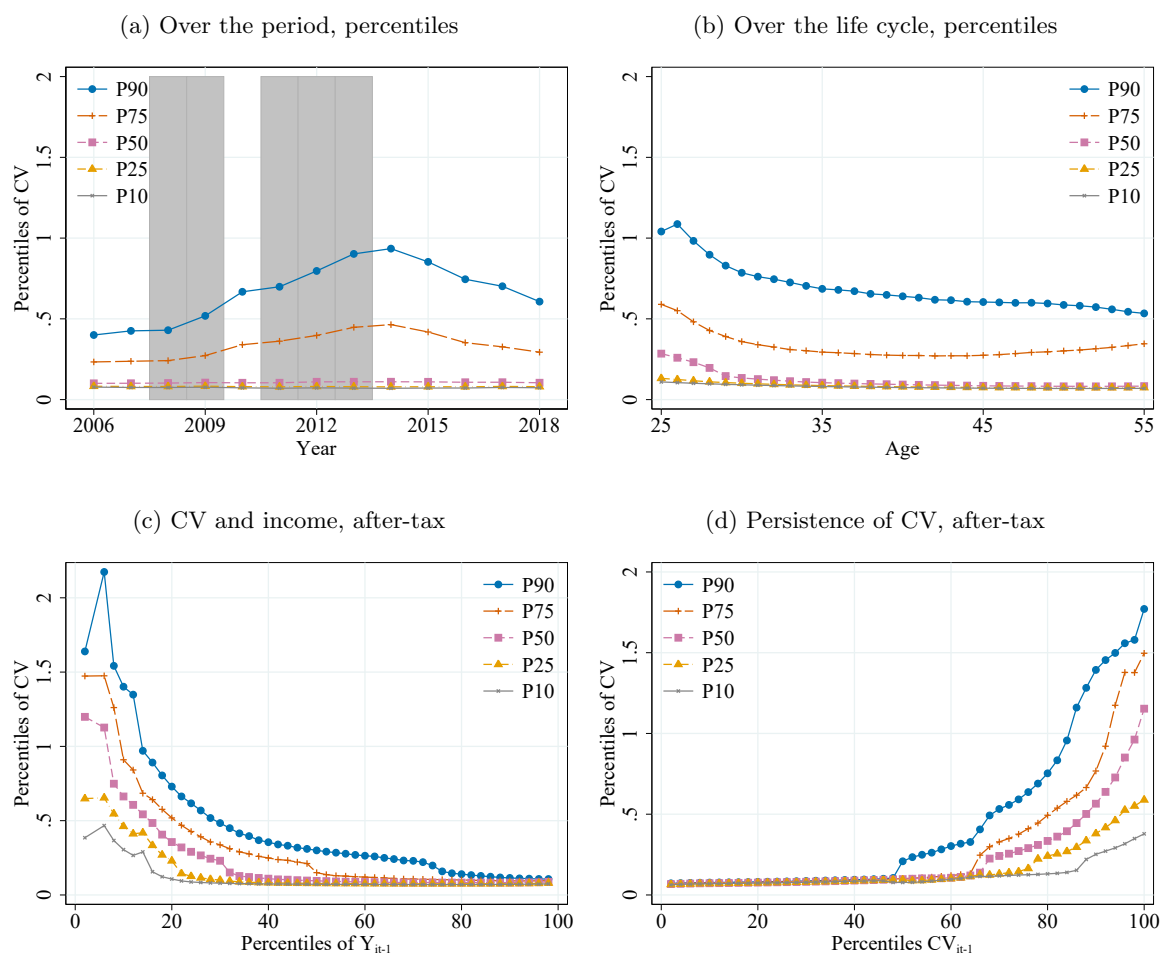 (a) Over the period, percentiles
P90
P75
P50
P25
P10
Percentiles of CV
0
.5
1
1.5
2
2006
2009
2012
2015
2018
Year
(b) Over the life cycle, percentiles
P90
P75
P50
P25
P10
Percentiles of CV
0
.5
1
1.5
2
25
35
45
55
Age
(c) CV and income, after-tax
P90
P75
P50
P25
P10
Percentiles of CV
0
.5
1
1.5
2
0
20
40
60
80
100
Percentiles of Y_{it-1}
(d) Persistence of CV, after-tax
P90
P75
P50
P25
P10
Percentiles of CV
0
.5
1
1.5
2
0
20
40
60
80
100
Percentiles CV_{it-1}